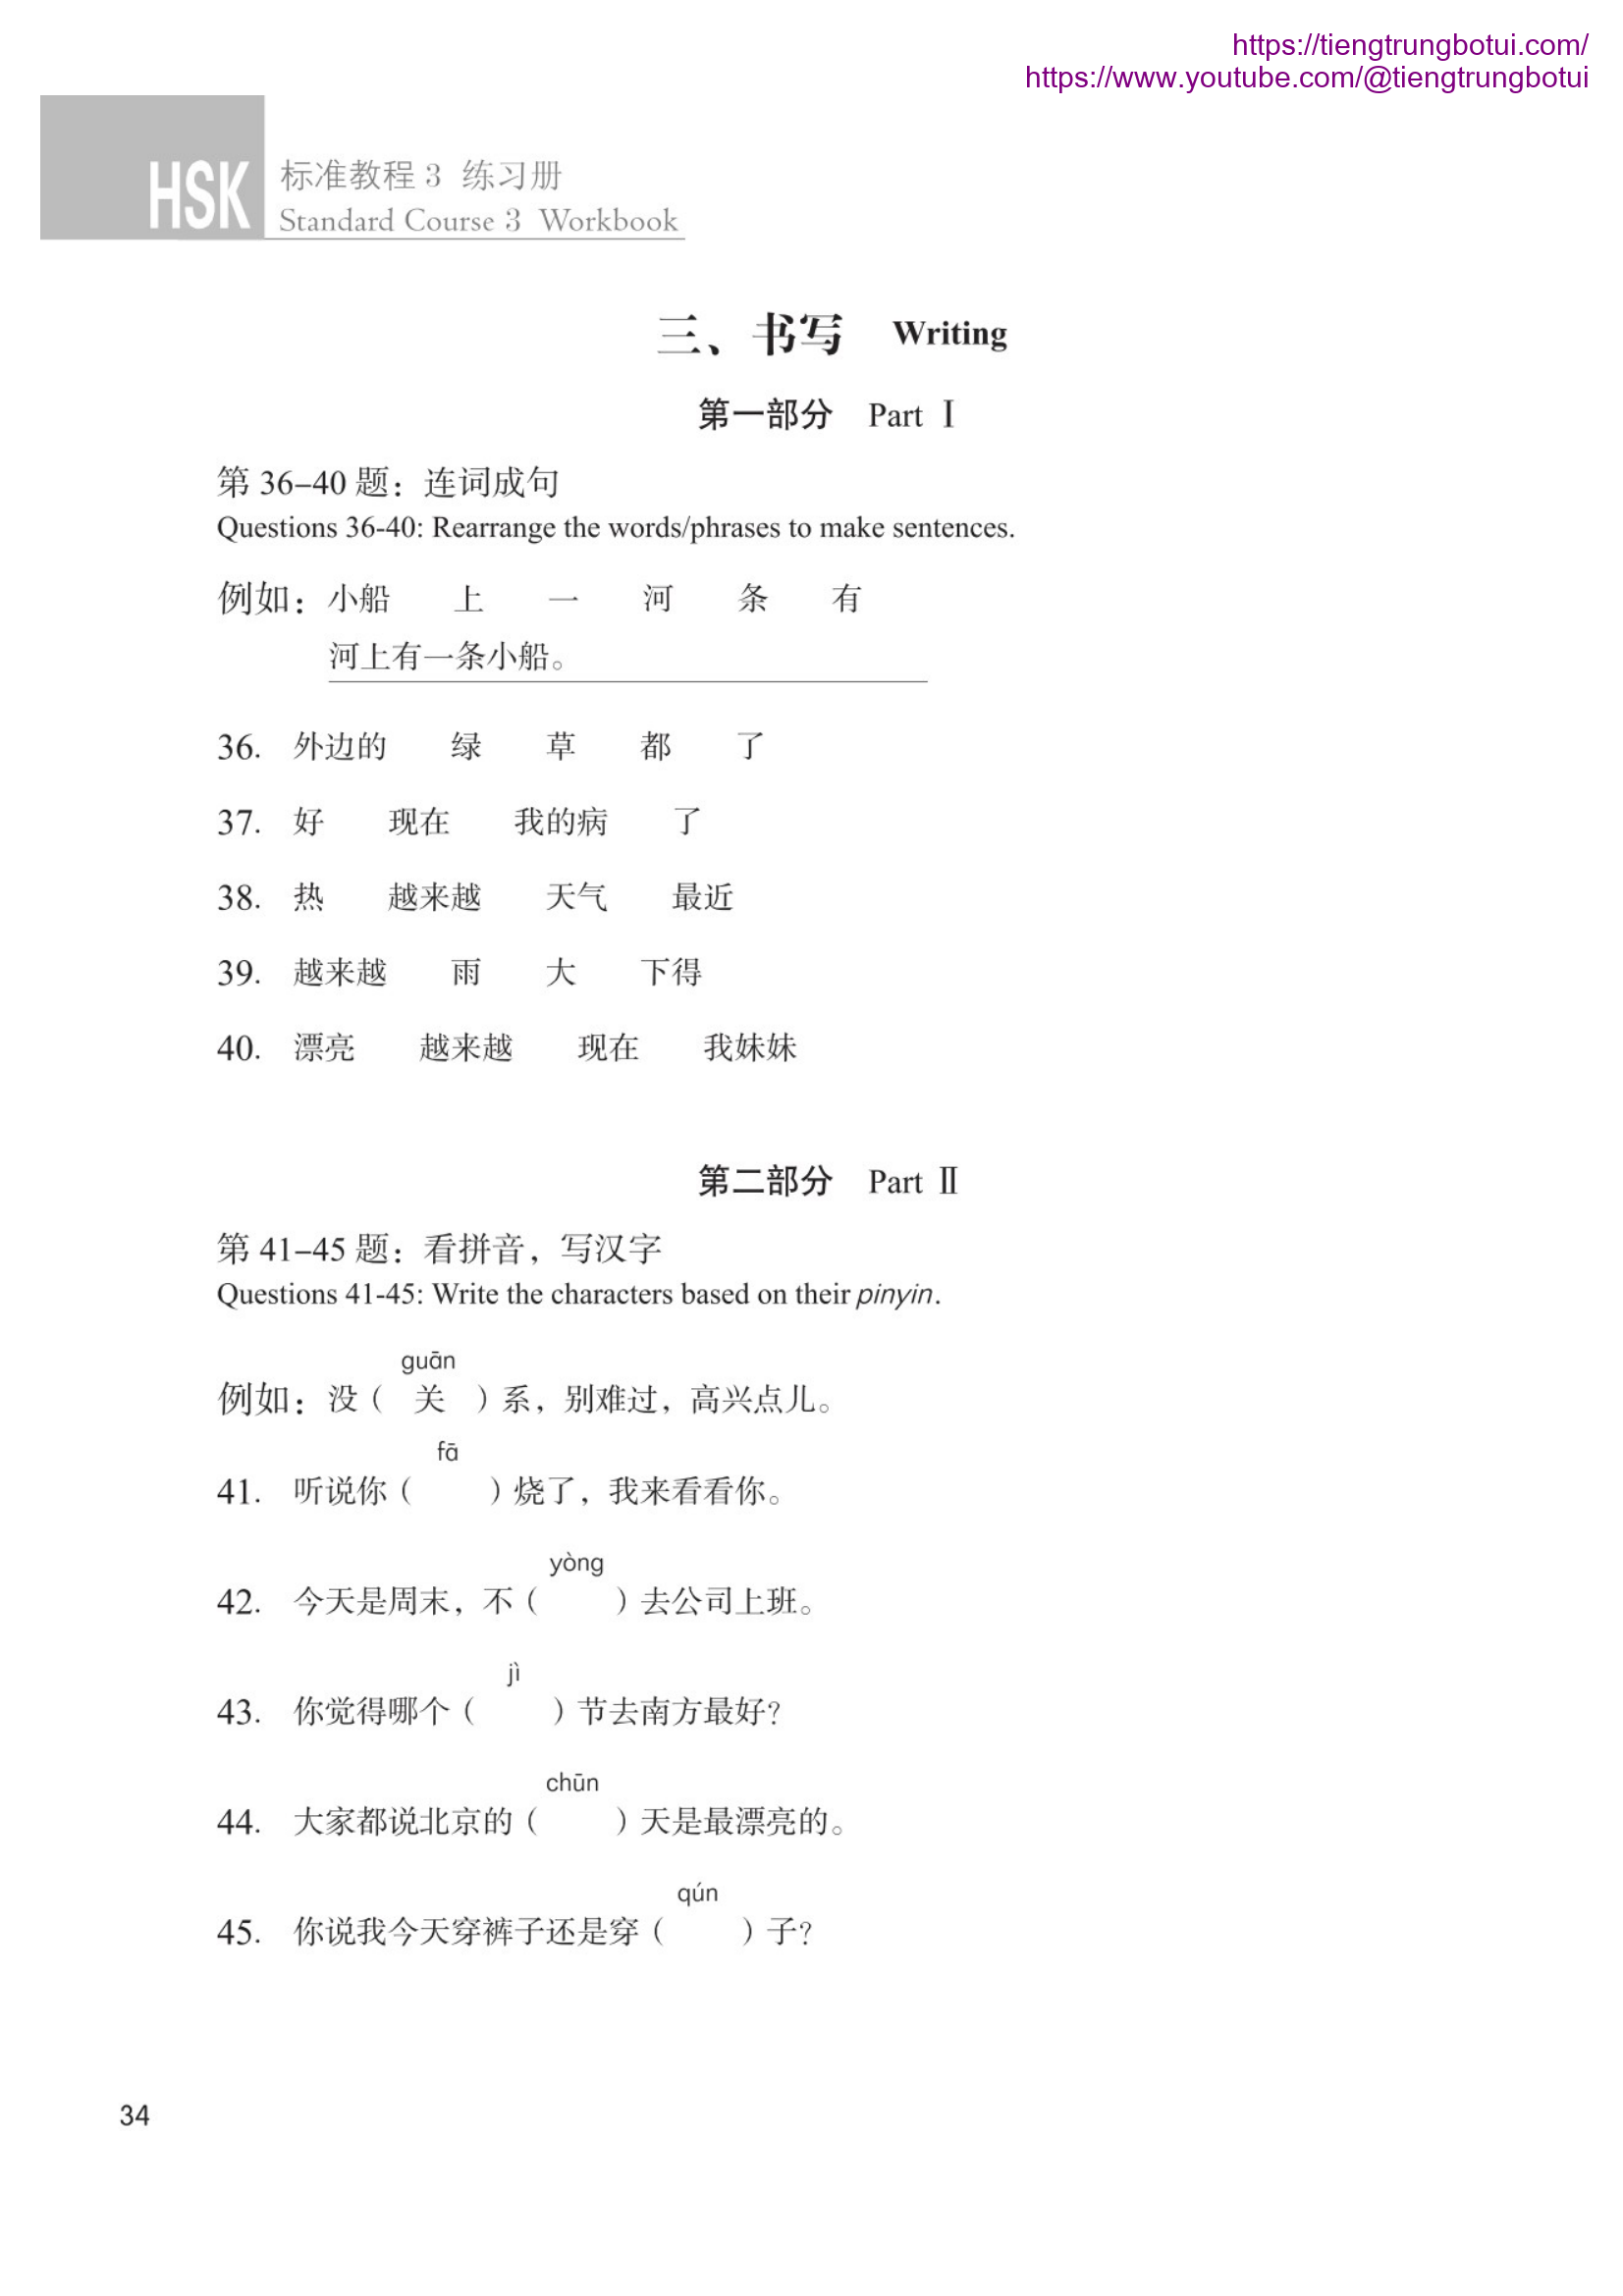 https://tiengtrungbotui.com/
https://www.youtube.com/@tiengtrungbotui
HSK 标准教程 3 练习册
Standard Course 3 Workbook
三、书写 Writing
第一部分 Part Ⅰ
第 36–40 题：连词成句
Questions 36-40: Rearrange the words/phrases to make sentences.
例如：小船 上 一 河 条 有
河上有一条小船。
36. 外边的 绿 草 都 了
37. 好 现在 我的病 了
38. 热 越来越 天气 最近
39. 越来越 雨 大 下得
40. 漂亮 越来越 现在 我妹妹
第二部分 Part Ⅱ
第 41–45 题：看拼音，写汉字
Questions 41-45: Write the characters based on their pinyin.
guān
例如：没（ 关 ）系，别难过，高兴点儿。
fā
41. 听说你（ ）烧了，我来看看你。
yòng
42. 今天是周末，不（ ）去公司上班。
jì
43. 你觉得哪个（ ）节去南方最好？
chūn
44. 大家都说北京的（ ）天是最漂亮的。
qún
45. 你说我今天穿裤子还是穿（ ）子？
34